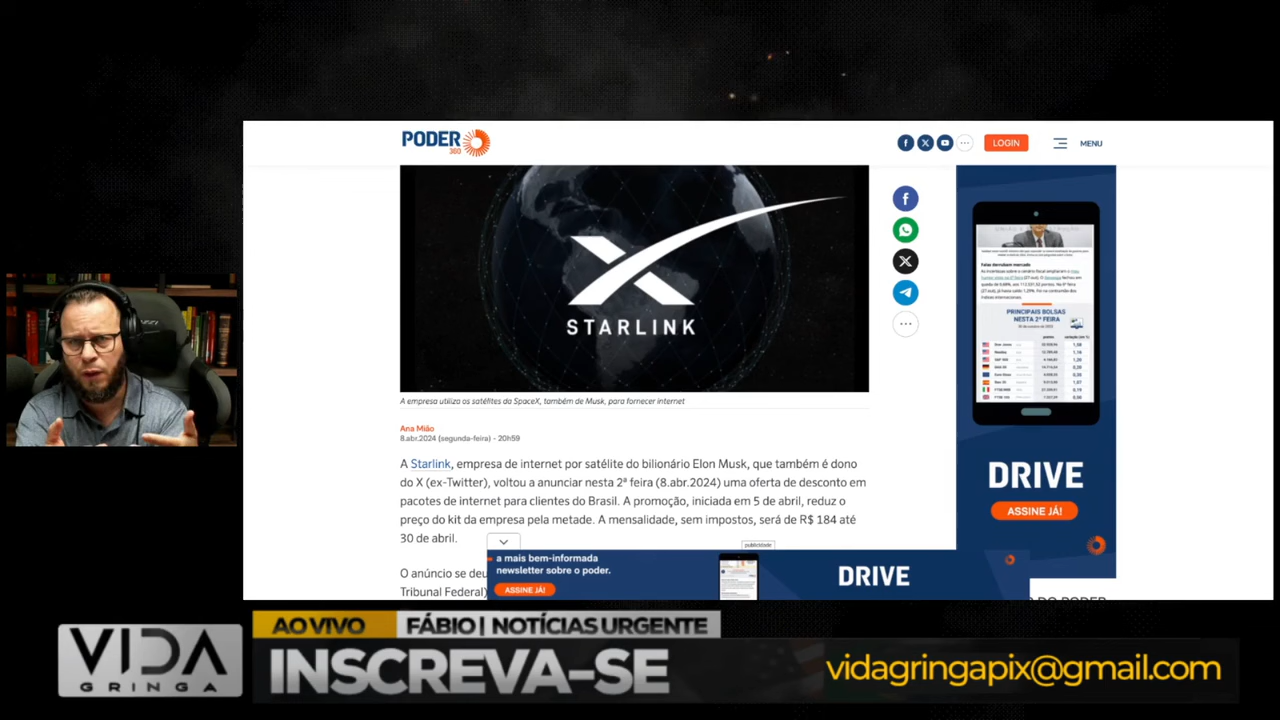 PODER
360
LOGIN
MENU
STARLINK
A empresa utiliza os satélites da SpaceX, também de Musk, para fornecer internet
Ana Mião
8.abr.2024 (segunda-feira) - 20h59
A Starlink, empresa de internet por satélite do bilionário Elon Musk, que também é dono
do X (ex-Twitter), voltou a anunciar nesta 2ª feira (8.abr.2024) uma oferta de desconto em
pacotes de internet para clientes do Brasil. A promoção, iniciada em 5 de abril, reduz o
preço do kit da empresa pela metade. A mensalidade, sem impostos, será de R$ 184 até
30 de abril.
O anúncio se deu
Tribunal Federal)
publicidade
a mais bem-informada
newsletter sobre o poder.
ASSINE JÁ!
DRIVE
PRINCIPAIS BOLSAS
NESTA 2ª FEIRA
DRIVE
ASSINE JÁ!
VIDA
GRINGA
AO VIVO
FÁBIO | NOTÍCIAS URGENTE
INSCREVA-SE
vidagringapix@gmail.com